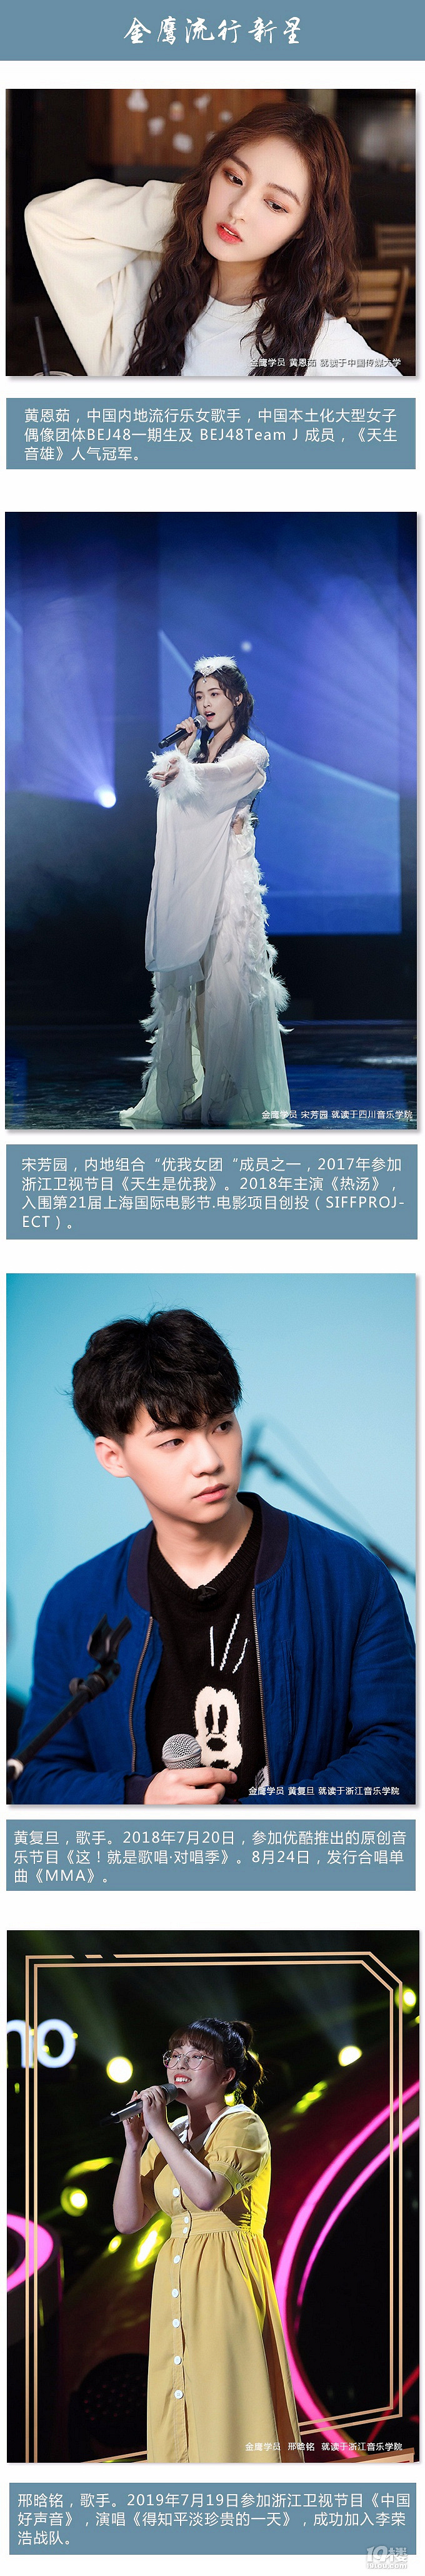 金鹰流行新星
金鹰学员 黄恩茹 就读于中国传媒大学
黄恩茹，中国内地流行乐女歌手，中国本土化大型女子
偶像团体BEJ48一期生及 BEJ48Team J 成员，《天生
音雄》人气冠军。
金鹰学员 宋芳园 就读于四川音乐学院
宋芳园，内地组合“优我女团“成员之一，2017年参加
浙江卫视节目《天生是优我》。2018年主演《热汤》，
入围第21届上海国际电影节.电影项目创投（SIFFPROJ-
ECT）。
金鹰学员 黄复旦 就读于浙江音乐学院
黄复旦，歌手。2018年7月20日，参加优酷推出的原创音
乐节目《这！就是歌唱·对唱季》。8月24日，发行合唱单
曲《MMA》。
no
金鹰学员 邢晗铭 就读于浙江音乐学院
邢晗铭，歌手。2019年7月19日参加浙江卫视节目《中国
好声音》，演唱《得知平淡珍贵的一天》，成功加入李荣
浩战队。
19楼
19lou.com